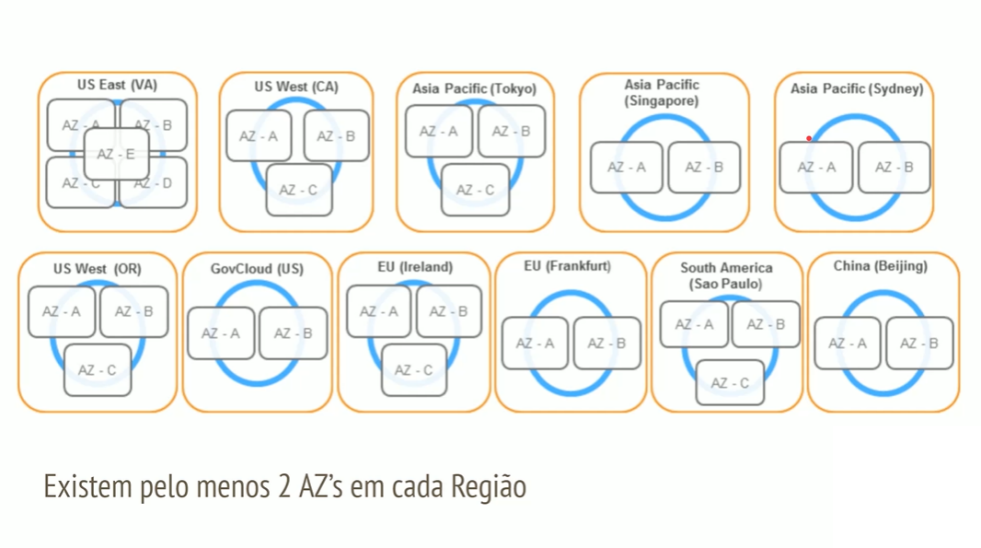 US East (VA)
AZ - A
AZ - B
AZ - E
AZ - C
AZ - D
US West (CA)
AZ - A
AZ - B
AZ - C
Asia Pacific (Tokyo)
AZ - A
AZ - B
AZ - C
Asia Pacific
(Singapore)
AZ - A
AZ - B
Asia Pacific (Sydney)
AZ - A
AZ - B
US West (OR)
AZ - A
AZ - B
AZ - C
GovCloud (US)
AZ - A
AZ - B
EU (Ireland)
AZ - A
AZ - B
AZ - C
EU (Frankfurt)
AZ - A
AZ - B
South America
(Sao Paulo)
AZ - A
AZ - B
AZ - C
China (Beijing)
AZ - A
AZ - B
Existem pelo menos 2 AZ's em cada Região